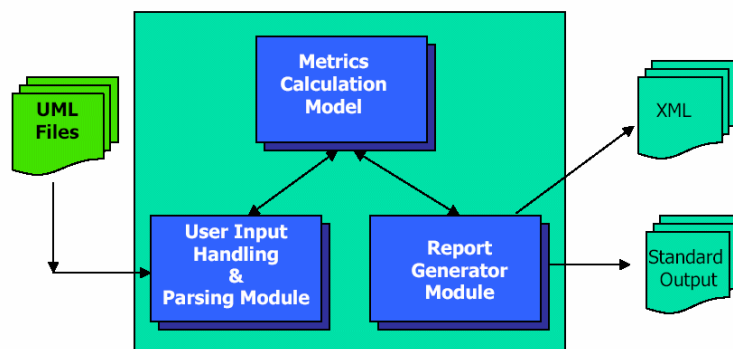 Metrics
Calculation
Model
UML
Files
XML
User Input
Handling
&
Parsing Module
Report
Generator
Module
Standard
Output